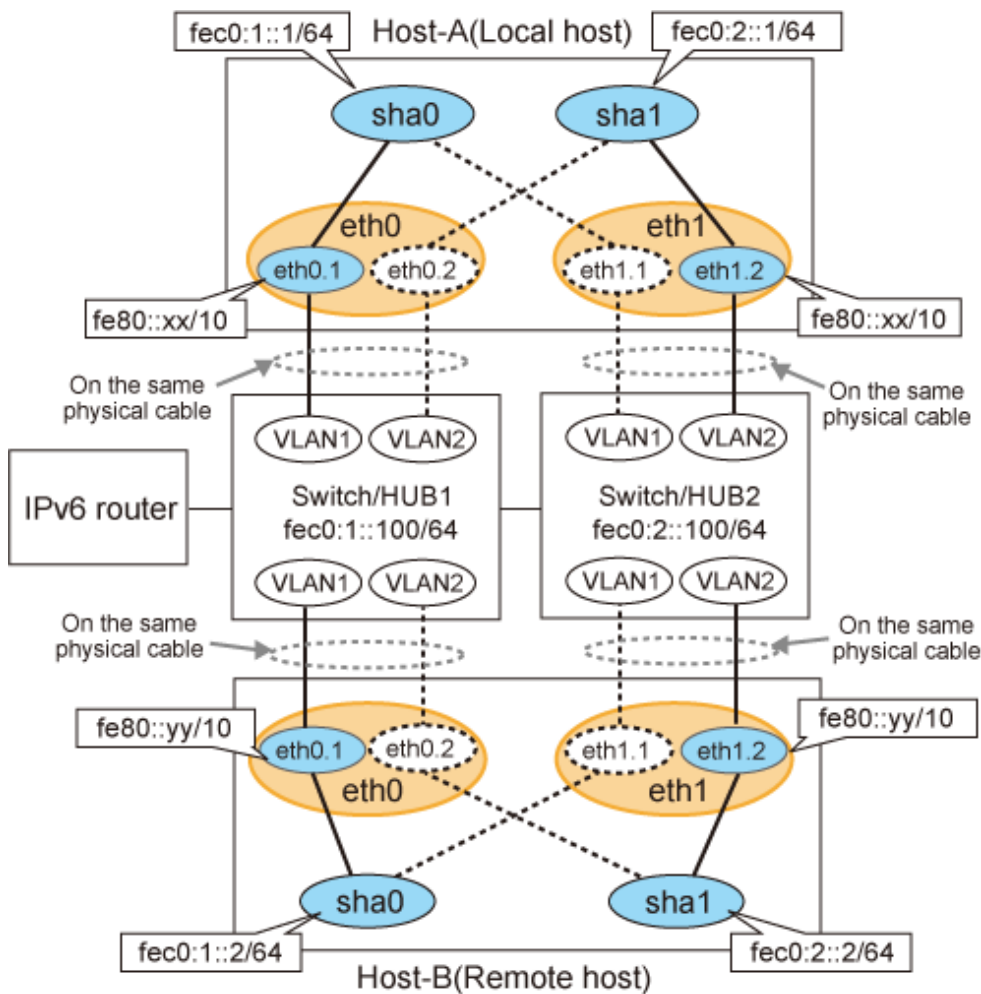 fec0:1::1/64
Host-A(Local host)
fec0:2::1/64
sha0
sha1
eth0
eth1
eth0.1
eth0.2
eth1.1
eth1.2
fe80::xx/10
fe80::xx/10
On the same
physical cable
On the same
physical cable
VLAN1
VLAN2
VLAN1
VLAN2
IPv6 router
Switch/HUB1
fec0:1::100/64
Switch/HUB2
fec0:2::100/64
VLAN1
VLAN2
VLAN1
VLAN2
On the same
physical cable
On the same
physical cable
fe80::yy/10
fe80::yy/10
eth0.1
eth0.2
eth1.1
eth1.2
eth0
eth1
sha0
sha1
fec0:1::2/64
fec0:2::2/64
Host-B(Remote host)